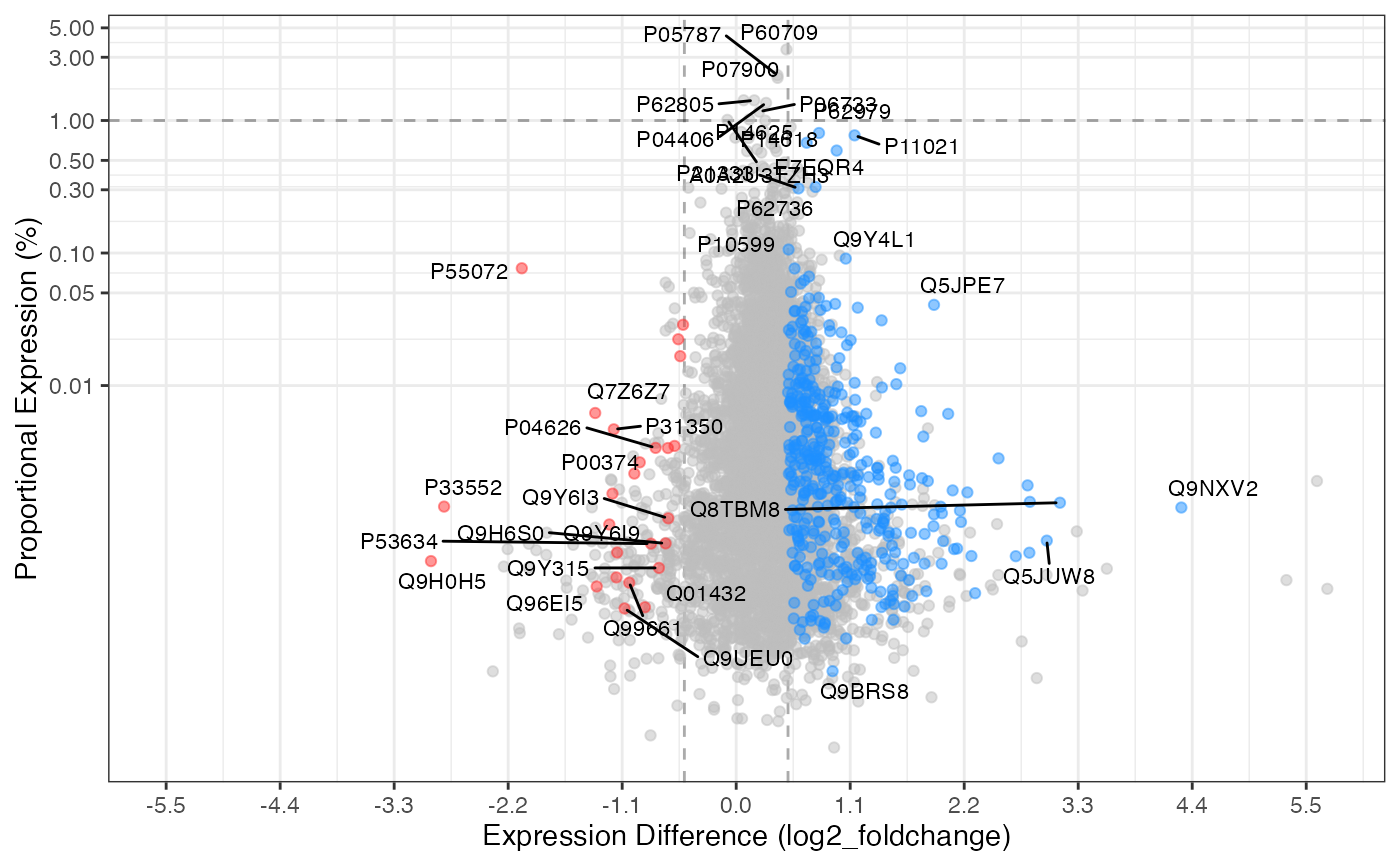 5.00
3.00
1.00
0.50
0.30
0.10
0.05
0.01
Proportional Expression (%)
P05787
P60709
P07900
P62805
P06733
P62979
P04406
P14625
P14618
P11021
E7EQR4
A0A2U3TZH3
P62736
P10599
Q9Y4L1
P55072
Q5JPE7
Q7Z6Z7
P04626
P31350
P00374
P33552
Q9Y6I3
Q8TBM8
Q9NXV2
Q9H6S0
Q9Y6I9
P53634
Q9Y315
Q9H0H5
Q5JUW8
Q96EI5
Q01432
Q99661
Q9UEU0
Q9BRS8
-5.5
-4.4
-3.3
-2.2
-1.1
0.0
1.1
2.2
3.3
4.4
5.5
Expression Difference (log2_foldchange)